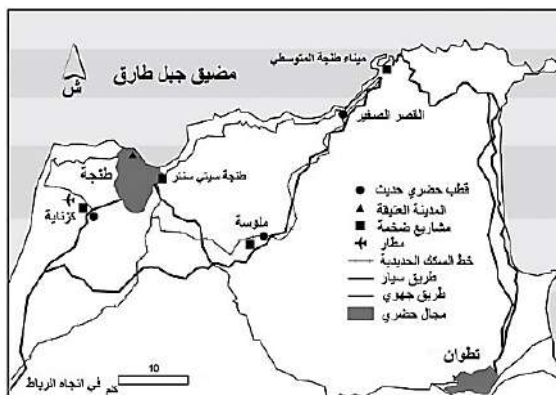 ميناء طنجة المتوسطي
مضيق جبل طارق
ش
القصر الصغير
طنجة
طنجة سيتي سنتر
كزناية
ملوسة
قطب حضري حديث
المدينة العتيقة
مشاريع ضخمة
مطار
خط السكك الحديدية
طريق سيار
طريق جهوي
مجال حضري
تطوان
10
كم
في اتجاه الرباط